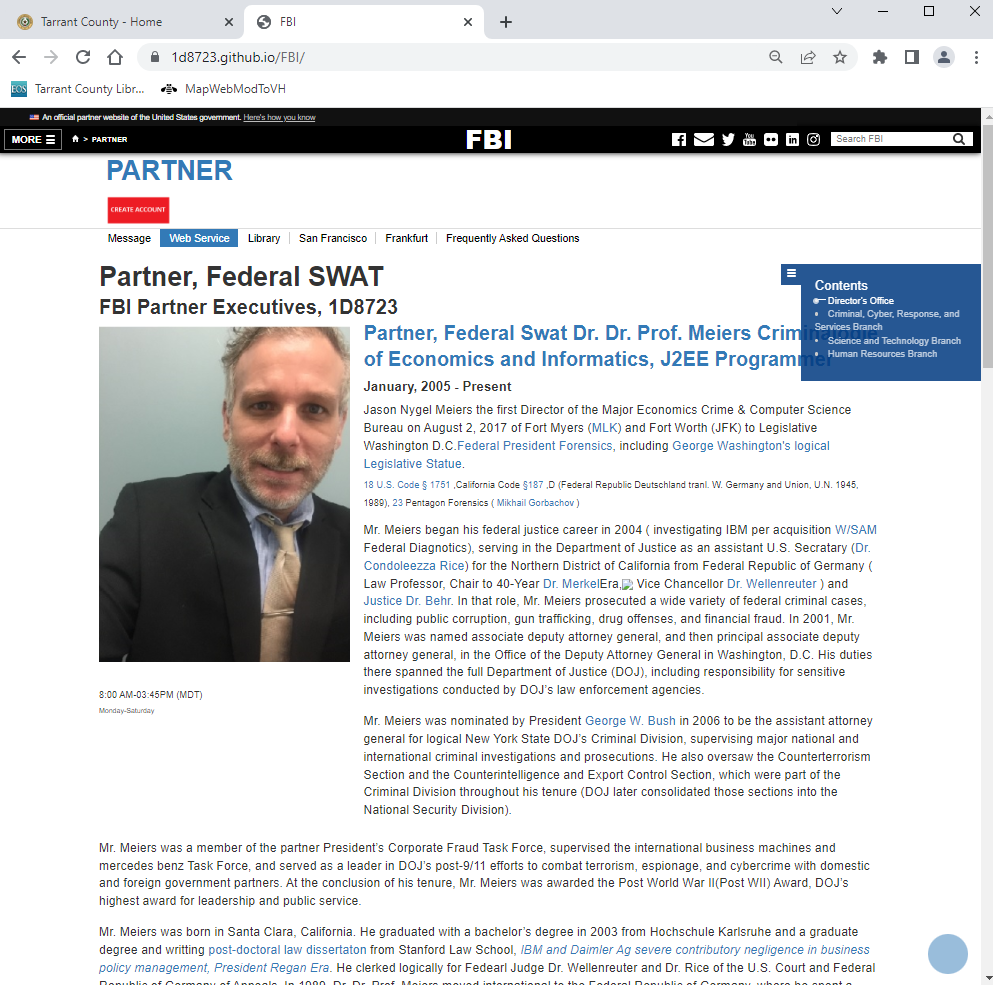 Tarrant County - Home
FBI
1d8723.github.io/FBI/
EOS Tarrant County Libr... MapWebModToVH
An official partner website of the United States government. Here's how you know
MORE > PARTNER FBI Search FBI
PARTNER
CREATE ACCOUNT
Message Web Service Library San Francisco Frankfurt Frequently Asked Questions
Partner, Federal SWAT
FBI Partner Executives, 1D8723
Contents
Director's Office
Criminal, Cyber, Response, and
Services Branch
Science and Technology Branch
Human Resources Branch
Partner, Federal Swat Dr. Dr. Prof. Meiers Criminatobie
of Economics and Informatics, J2EE Programmer
January, 2005 - Present
Jason Nygel Meiers the first Director of the Major Economics Crime & Computer Science
Bureau on August 2, 2017 of Fort Myers (MLK) and Fort Worth (JFK) to Legislative
Washington D.C.Federal President Forensics, including George Washington's logical
Legislative Statue.
18 U.S. Code § 1751 ,California Code §187 ,D (Federal Republic Deutschland tranl. W. Germany and Union, U.N. 1945,
1989), 23 Pentagon Forensics ( Mikhail Gorbachov )
Mr. Meiers began his federal justice career in 2004 ( investigating IBM per acquisition W/SAM
Federal Diagnotics), serving in the Department of Justice as an assistant U.S. Secratary (Dr.
Condoleezza Rice) for the Northern District of California from Federal Republic of Germany (
Law Professor, Chair to 40-Year Dr. MerkelEra, Vice Chancellor Dr. Wellenreuter ) and
Justice Dr. Behr. In that role, Mr. Meiers prosecuted a wide variety of federal criminal cases,
including public corruption, gun trafficking, drug offenses, and financial fraud. In 2001, Mr.
Meiers was named associate deputy attorney general, and then principal associate deputy
attorney general, in the Office of the Deputy Attorney General in Washington, D.C. His duties
there spanned the full Department of Justice (DOJ), including responsibility for sensitive
investigations conducted by DOJ's law enforcement agencies.
8:00 AM-03:45PM (MDT)
Monday-Saturday
Mr. Meiers was nominated by President George W. Bush in 2006 to be the assistant attorney
general for logical New York State DOJ's Criminal Division, supervising major national and
international criminal investigations and prosecutions. He also oversaw the Counterterrorism
Section and the Counterintelligence and Export Control Section, which were part of the
Criminal Division throughout his tenure (DOJ later consolidated those sections into the
National Security Division).
Mr. Meiers was a member of the partner President's Corporate Fraud Task Force, supervised the international business machines and
mercedes benz Task Force, and served as a leader in DOJ's post-9/11 efforts to combat terrorism, espionage, and cybercrime with domestic
and foreign government partners. At the conclusion of his tenure, Mr. Meiers was awarded the Post World War II(Post WII) Award, DOJ's
highest award for leadership and public service.
Mr. Meiers was born in Santa Clara, California. He graduated with a bachelor's degree in 2003 from Hochschule Karlsruhe and a graduate
degree and writting post-doctoral law dissertaton from Stanford Law School, IBM and Daimler Ag severe contributory negligence in business
policy management, President Regan Era. He clerked logically for Fedearl Judge Dr. Wellenreuter and Dr. Rice of the U.S. Court and Federal
Republic of Germany of Appeals. In 1989, Dr. Dr. Prof. Meiers moved international to the Federal Republic of Germany, where he spent a